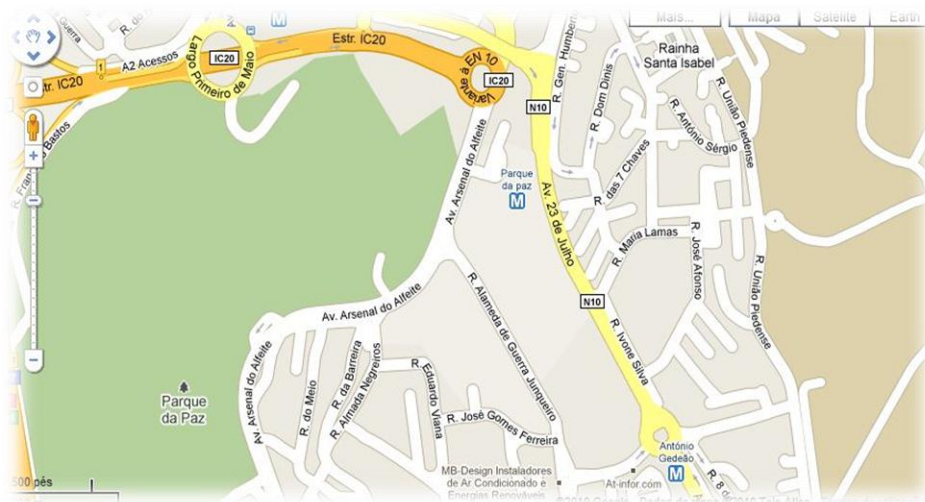 Mais...
Mapa
Satélite
Earth
Estr. IC20
A2 Acessos
1
Largo Primeiro de Maio
IC20
Variante à EN 10
IC20
N10
R. Gen. Humberto
R. Dom Dinis
Rainha
Santa Isabel
R. União Piedense
R. António Sérgio
R. das 7 Chaves
Estr. IC20
Av. Arsenal do Alfeite
Parque
da paz
M
Av. 23 de Julho
R. Maria Lamas
R. José Afonso
R. União Piedense
N10
Av. Arsenal do Alfeite
R. Alameda de Guerra Junqueiro
R. Ivone Silva
Av. Arsenal do Alfeite
R. do Meio
R. da Barreira
R. Almada Negreiros
R. Eduardo Viana
R. José Gomes Ferreira
Parque
da Paz
António
Gedeão
M
R. 8 de
MB-Design Instaladores
de Ar Condicionado e
Energias Renováveis
At-infor.com
500 pés
M